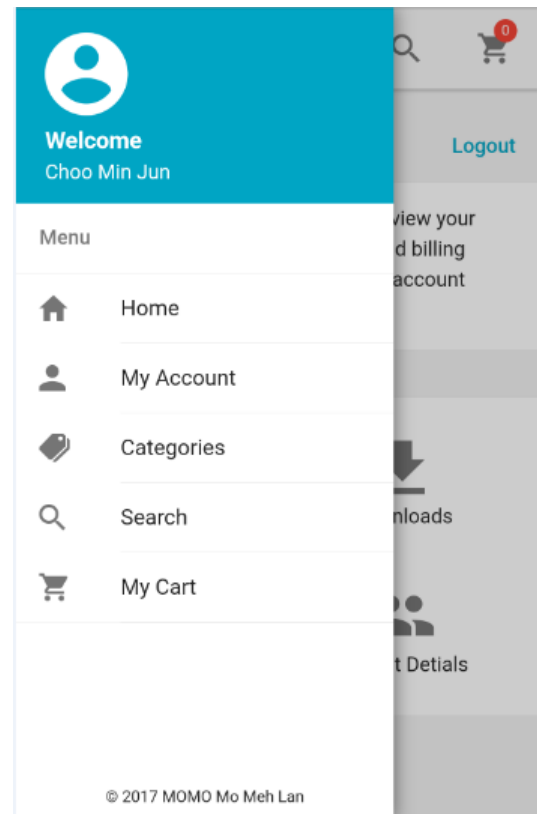 0
Welcome
Choo Min Jun
Logout
Menu
view your
billing
account
Home
My Account
Categories
Search
My Cart
Detials
© 2017 MOMO Mo Meh Lan